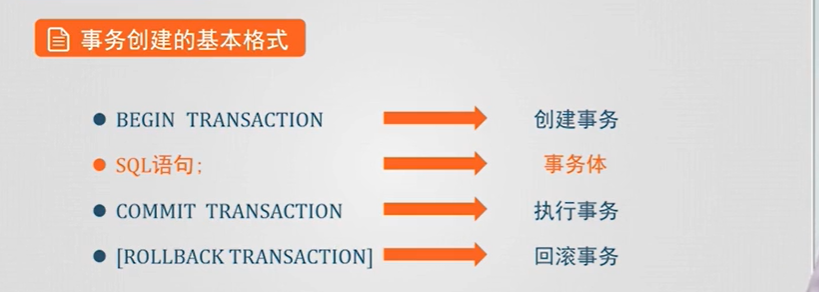 事务创建的基本格式
BEGIN TRANSACTION 创建事务
SQL语句; 事务体
COMMIT TRANSACTION 执行事务
[ROLLBACK TRANSACTION] 回滚事务